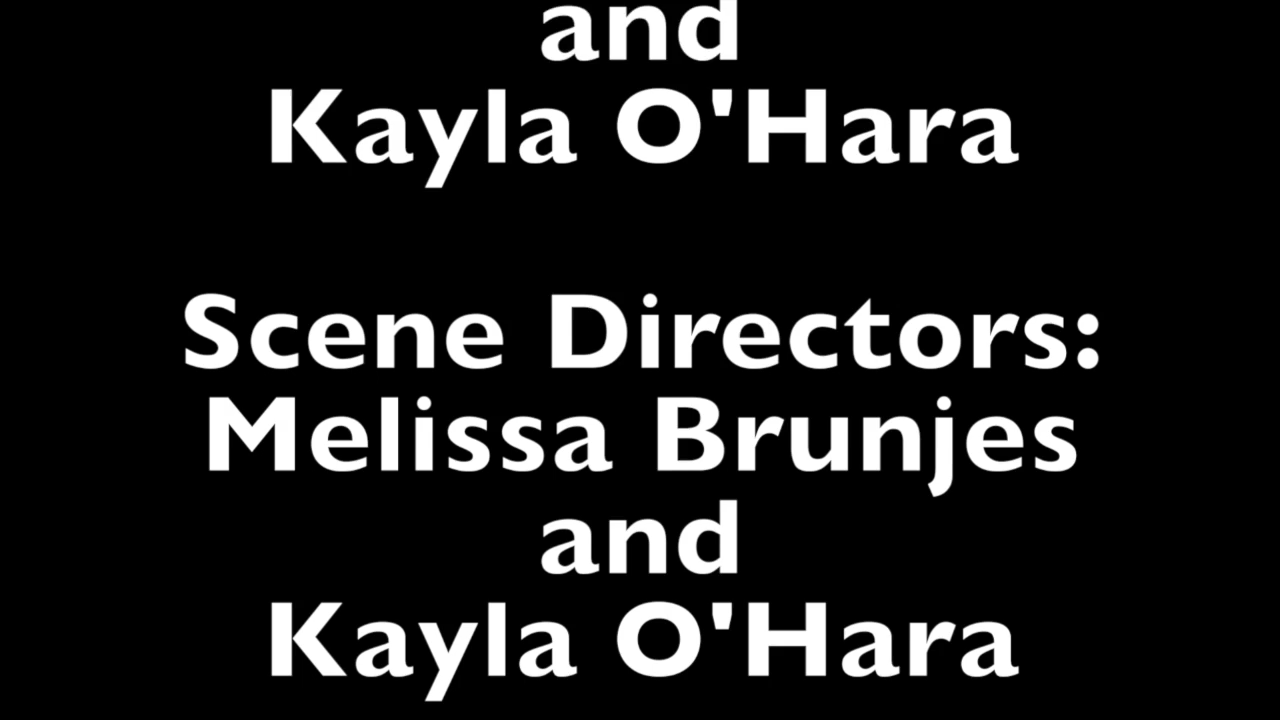 and
Kayla O'Hara
Scene Directors:
Melissa Brunjes
and
Kayla O'Hara